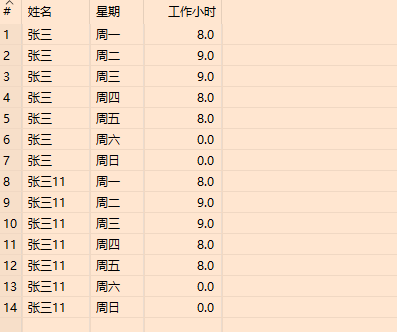 # 姓名 星期 工作小时
1 张三 周一 8.0
2 张三 周二 9.0
3 张三 周三 9.0
4 张三 周四 8.0
5 张三 周五 8.0
6 张三 周六 0.0
7 张三 周日 0.0
8 张三11 周一 8.0
9 张三11 周二 9.0
10 张三11 周三 9.0
11 张三11 周四 8.0
12 张三11 周五 8.0
13 张三11 周六 0.0
14 张三11 周日 0.0